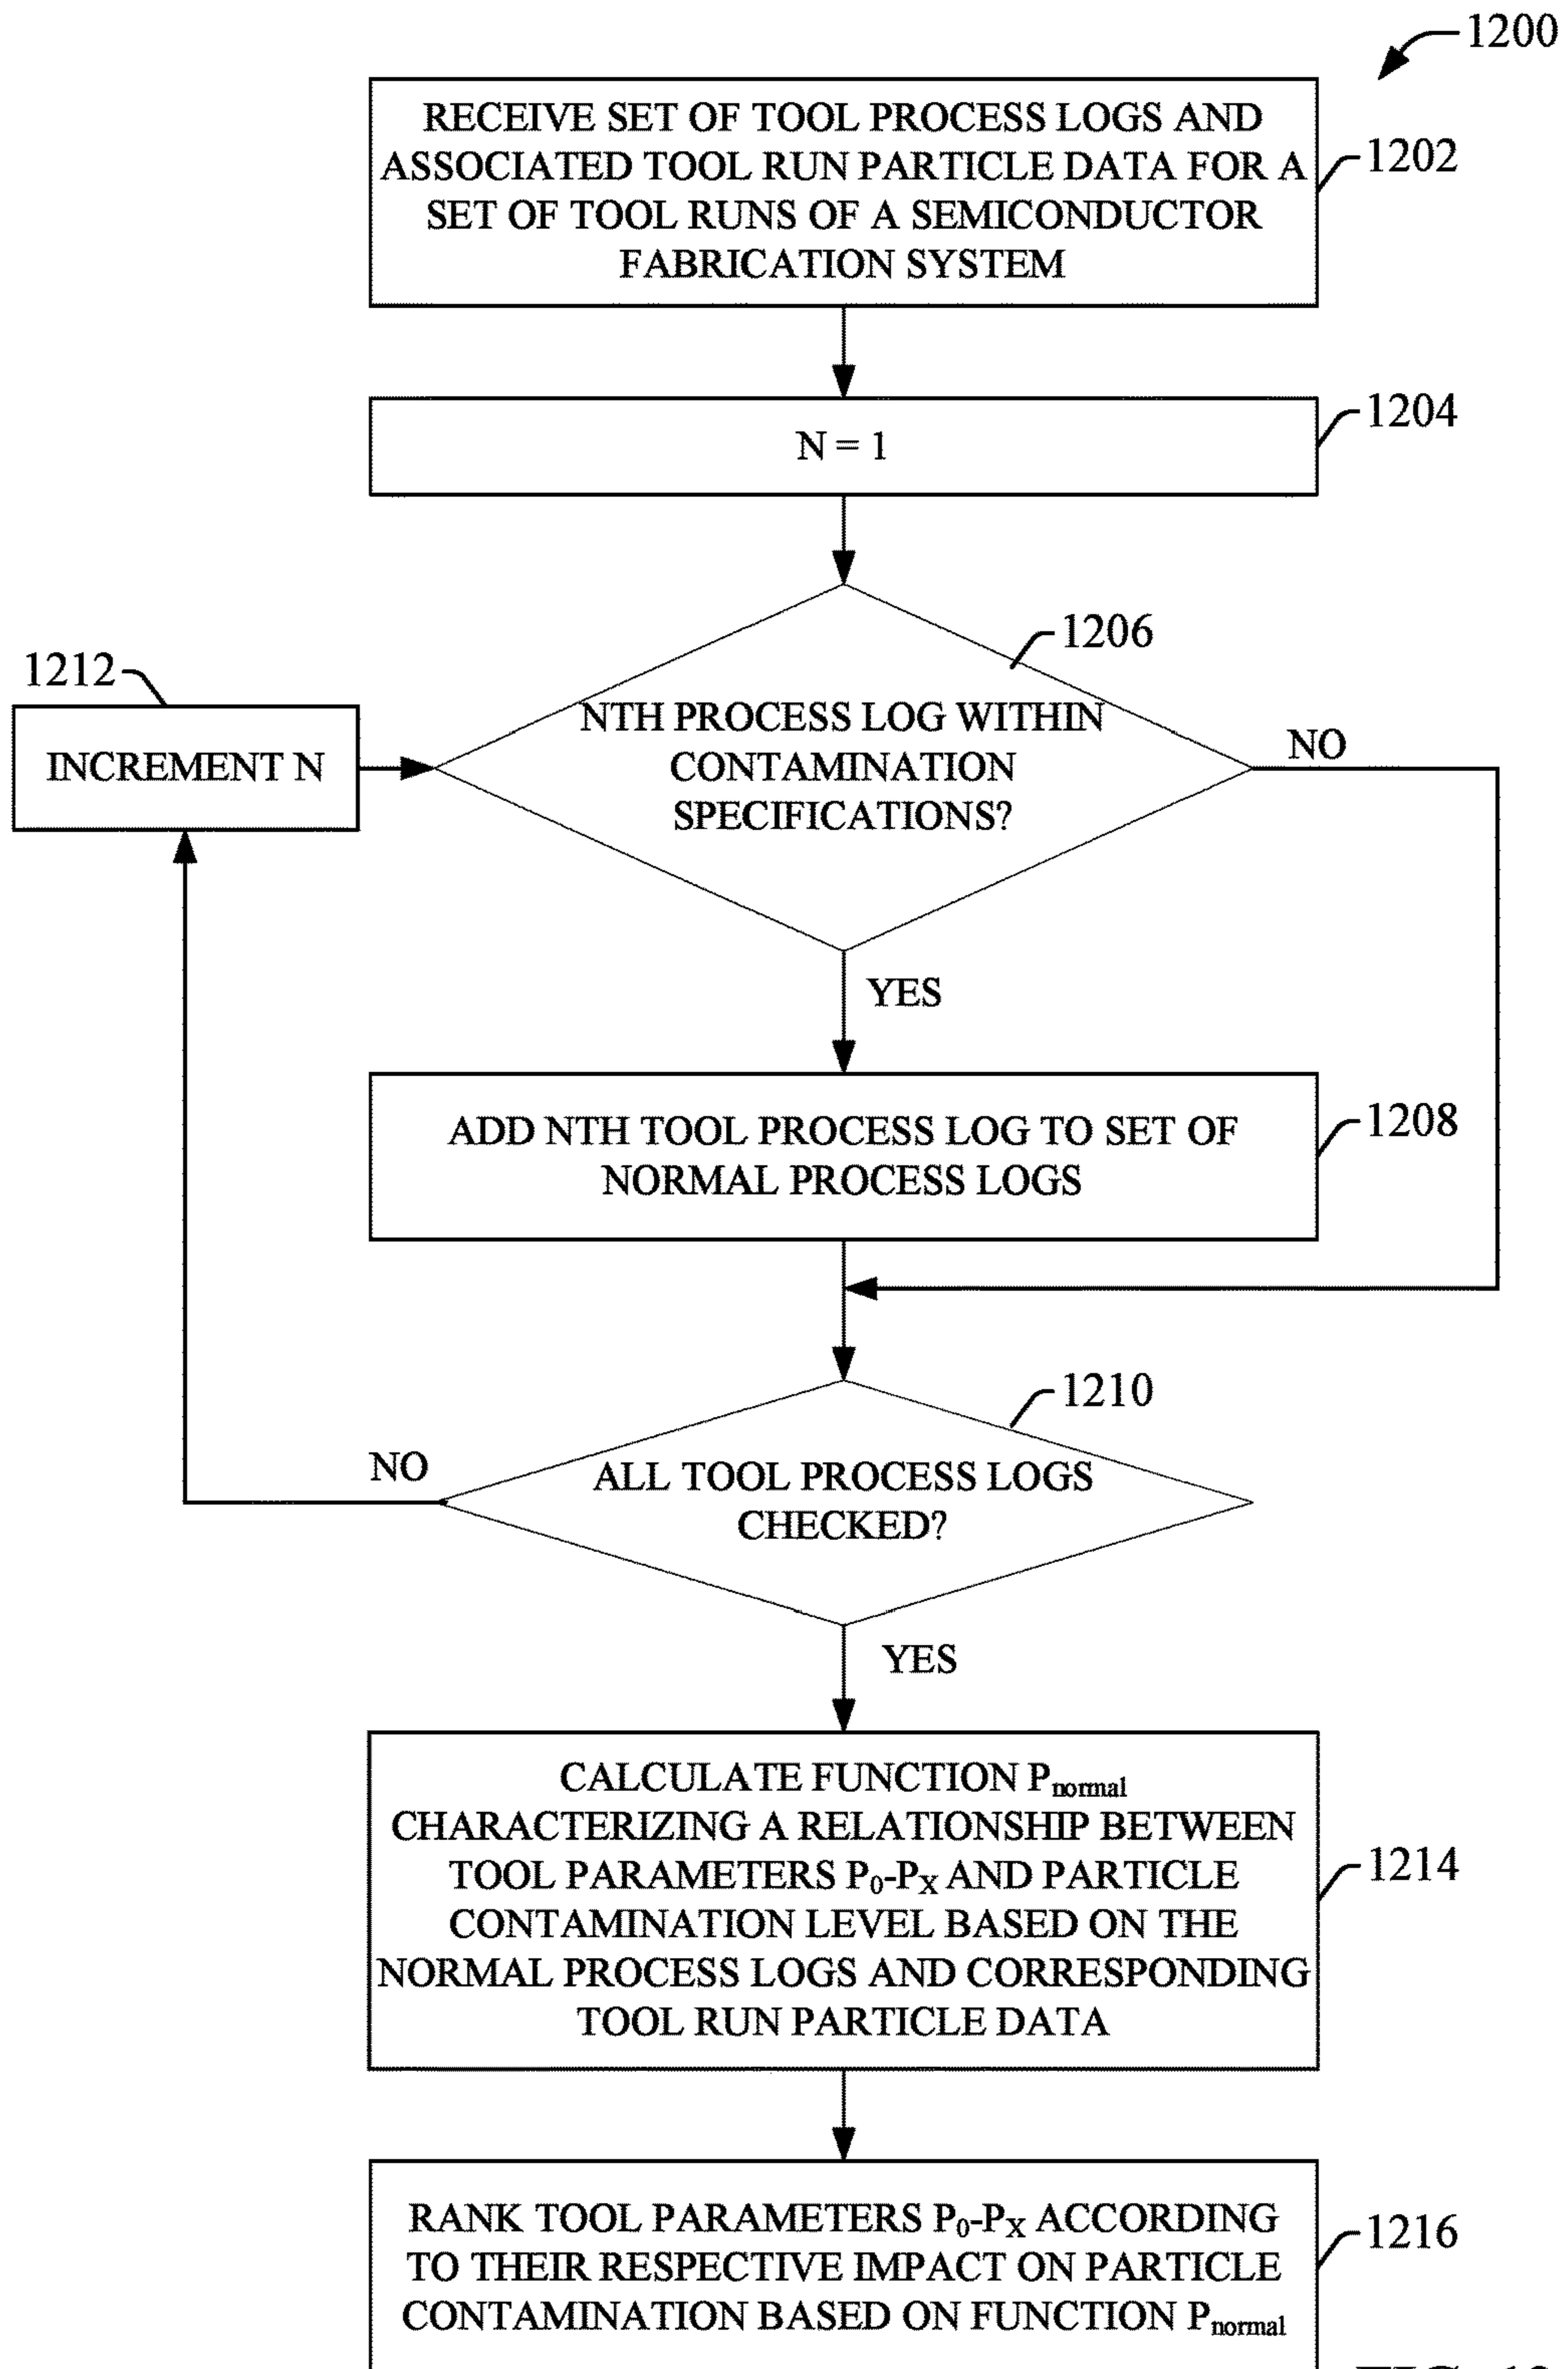 1200
RECEIVE SET OF TOOL PROCESS LOGS AND
ASSOCIATED TOOL RUN PARTICLE DATA FOR A
SET OF TOOL RUNS OF A SEMICONDUCTOR
FABRICATION SYSTEM
1202
N = 1
1204
1206
NTH PROCESS LOG WITHIN
CONTAMINATION
SPECIFICATIONS?
NO
1212
INCREMENT N
YES
ADD NTH TOOL PROCESS LOG TO SET OF
NORMAL PROCESS LOGS
1208
1210
ALL TOOL PROCESS LOGS
CHECKED?
NO
YES
CALCULATE FUNCTION Pnormal
CHARACTERIZING A RELATIONSHIP BETWEEN
TOOL PARAMETERS P0-PX AND PARTICLE
CONTAMINATION LEVEL BASED ON THE
NORMAL PROCESS LOGS AND CORRESPONDING
TOOL RUN PARTICLE DATA
1214
RANK TOOL PARAMETERS P0-PX ACCORDING
TO THEIR RESPECTIVE IMPACT ON PARTICLE
CONTAMINATION BASED ON FUNCTION Pnormal
1216